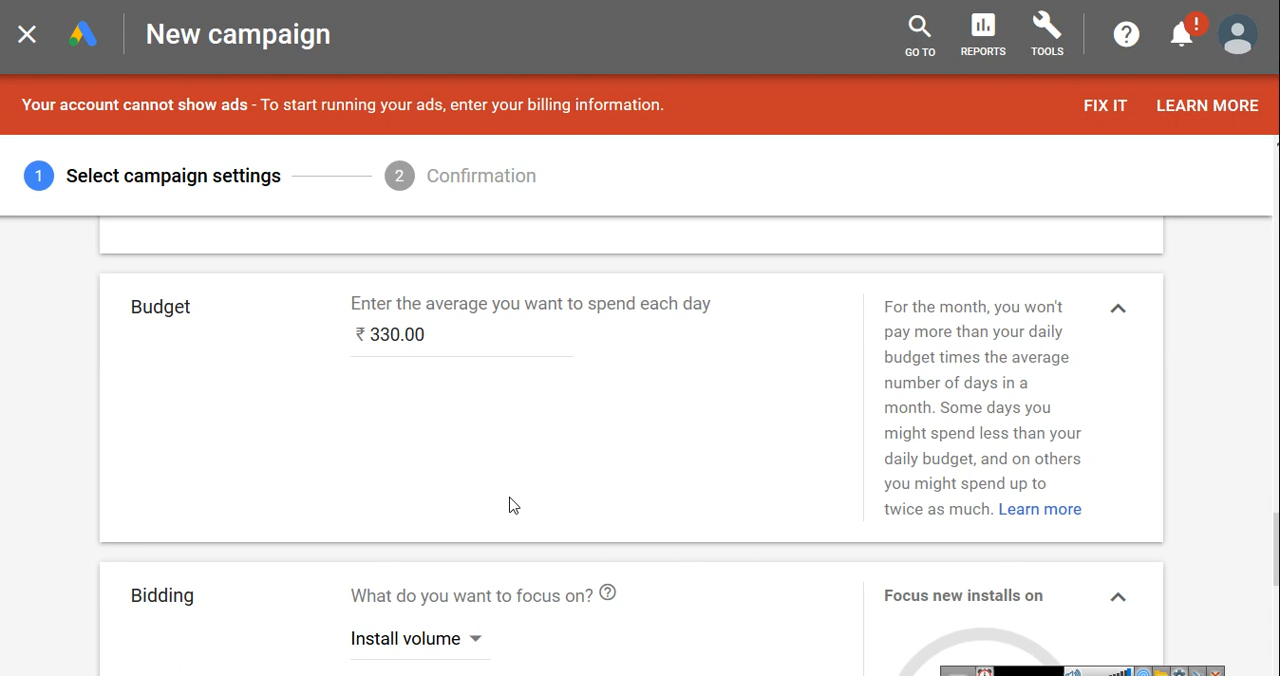 New campaign
GO TO
REPORTS
TOOLS
?
!
Your account cannot show ads - To start running your ads, enter your billing information.
FIX IT
LEARN MORE
1 Select campaign settings
2 Confirmation
Budget
Enter the average you want to spend each day
₹ 330.00
For the month, you won't
pay more than your daily
budget times the average
number of days in a
month. Some days you
might spend less than your
daily budget, and on others
you might spend up to
twice as much. Learn more
Bidding
What do you want to focus on? ?
Install volume
Focus new installs on